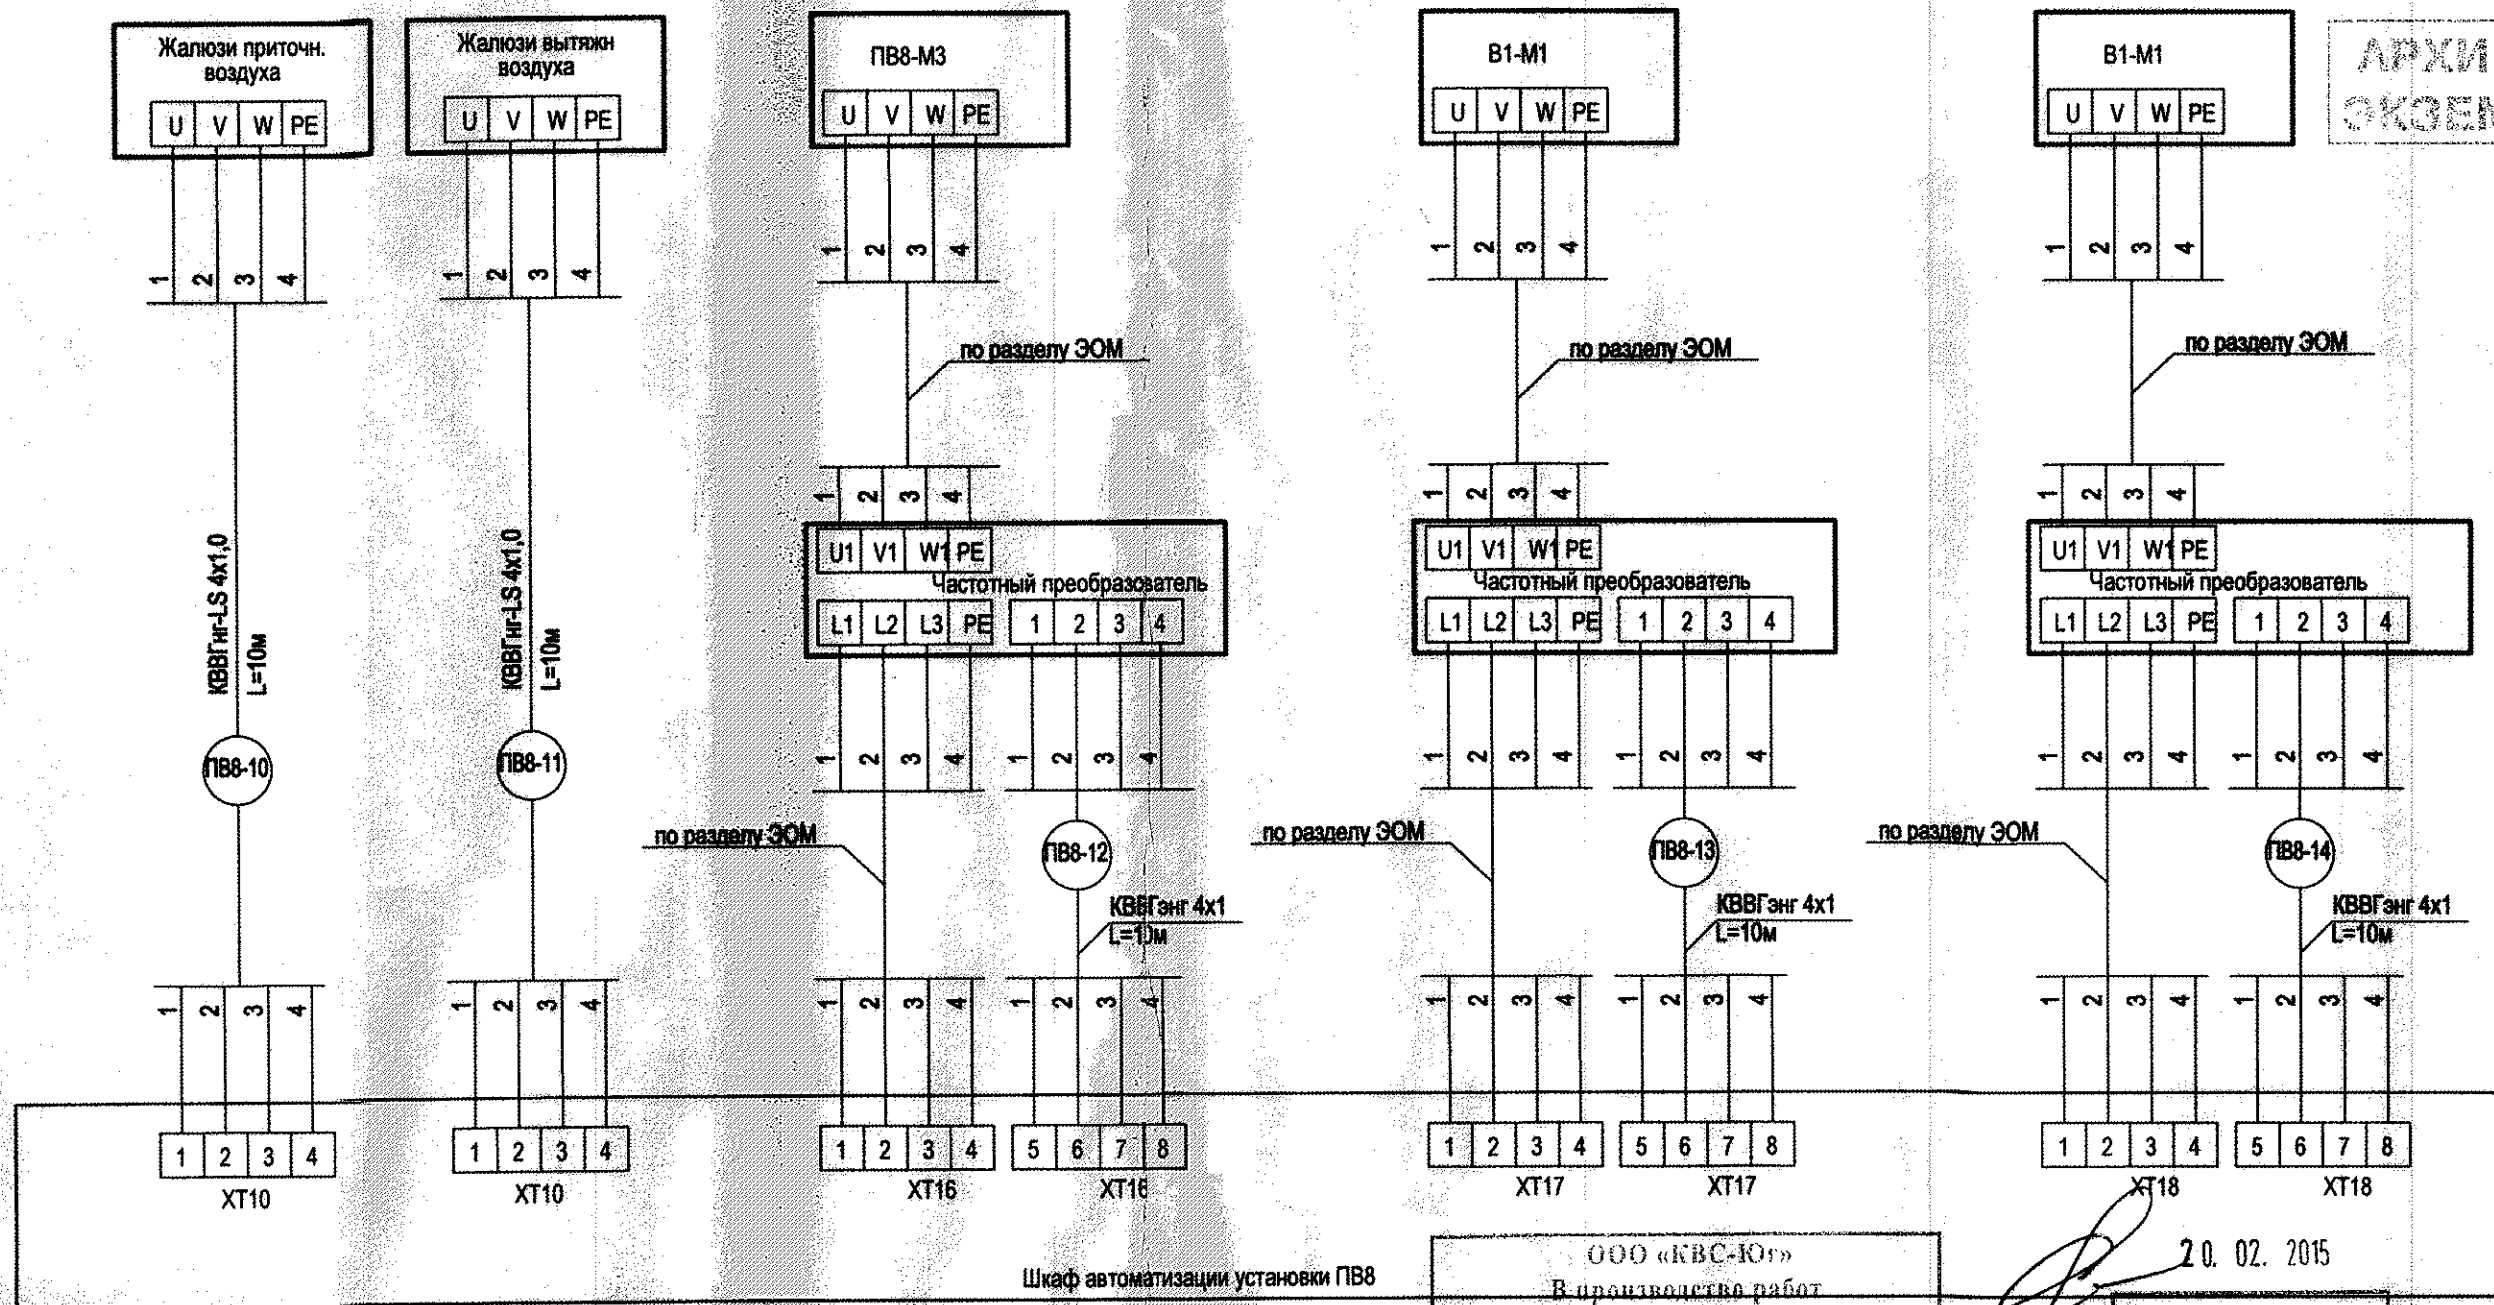 Жалюзи приточн.
воздуха
U V W PE
1 2 3 4
КВВГнг-LS 4х1,0
L=10м
ПВ8-10
1 2 3 4
1 2 3 4
ХТ10
Жалюзи вытяжн
воздуха
U V W PE
1 2 3 4
КВВГнг-LS 4х1,0
L=10м
ПВ8-11
1 2 3 4
1 2 3 4
ХТ10
ПВ8-М3
U V W PE
1 2 3 4
по разделу ЭОМ
1 2 3 4
U1 V1 W1 PE
Частотный преобразователь
L1 L2 L3 PE 1 2 3 4
1 2 3 4 1 2 3 4
по разделу ЭОМ
ПВ8-12
КВВГэнг 4х1
L=10м
1 2 3 4 1 2 3 4
1 2 3 4 5 6 7 8
ХТ16 ХТ16
В1-М1
U V W PE
1 2 3 4
по разделу ЭОМ
1 2 3 4
U1 V1 W1 PE
Частотный преобразователь
L1 L2 L3 PE 1 2 3 4
1 2 3 4 1 2 3 4
по разделу ЭОМ
ПВ8-13
КВВГэнг 4х1
L=10м
1 2 3 4 1 2 3 4
1 2 3 4 5 6 7 8
ХТ17 ХТ17
В1-М1
U V W PE
1 2 3 4
по разделу ЭОМ
1 2 3 4
U1 V1 W1 PE
Частотный преобразователь
L1 L2 L3 PE 1 2 3 4
1 2 3 4 1 2 3 4
по разделу ЭОМ
ПВ8-14
КВВГэнг 4х1
L=10м
1 2 3 4 1 2 3 4
1 2 3 4 5 6 7 8
ХТ18 ХТ18
АРХИ
ЭКЗЕМ
Шкаф автоматизации установки ПВ8
ООО «КВС-Юг»
В производство работ
20. 02. 2015